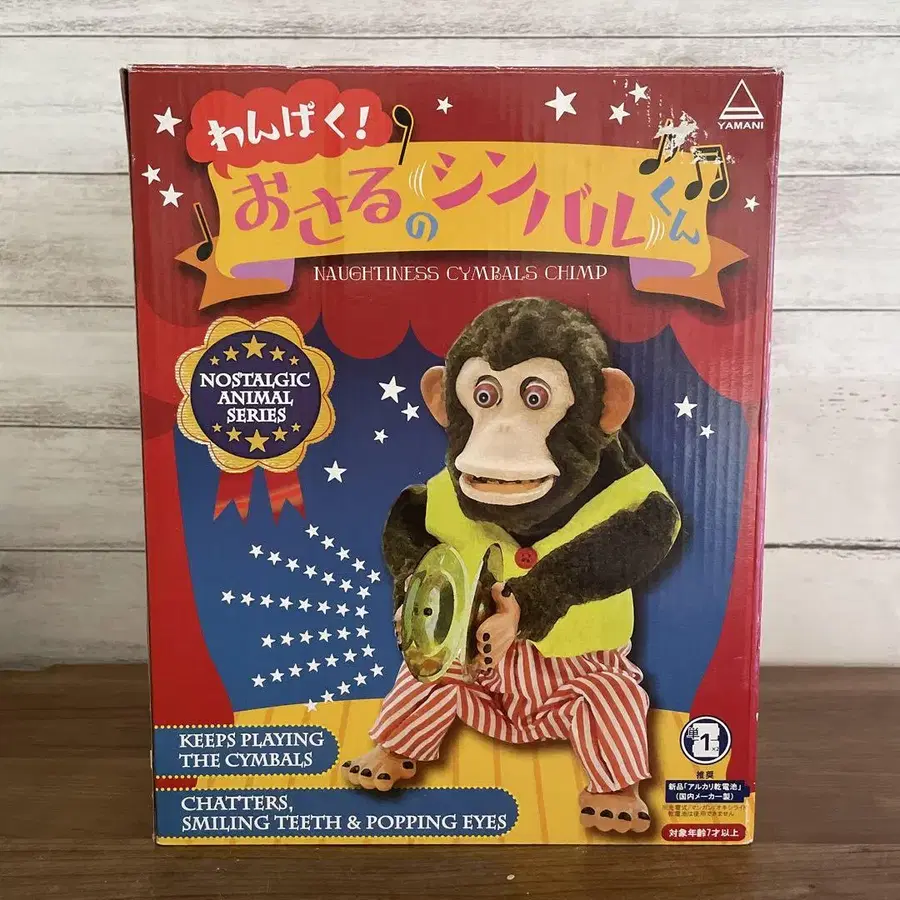 わんぱく!
YAMANI
おさるのシンバルくん
NAUGHTINESS CYMBALS CHIMP
NOSTALGIC
ANIMAL
SERIES
KEEPS PLAYING
THE CYMBALS
CHATTERS,
SMILING TEETH & POPPING EYES
単1×2
推奨
新品「アルカリ乾電池」
(国内メーカー製)
対象年齢7才以上